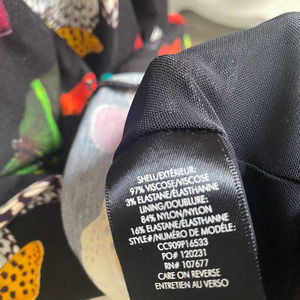 SHELL/EXTÉRIEUR:
97% VISCOSE/VISCOSE
3% ELASTANE/ÉLASTHANNE
LINING/DOUBLURE:
84% NYLON/NYLON
16% ELASTANE/ÉLASTHANNE
STYLE#/NUMÉRO DE MODÈLE:
CC909P16533
PO# 120231
RN# 107677
CARE ON REVERSE
ENTRETIEN AU VERSO